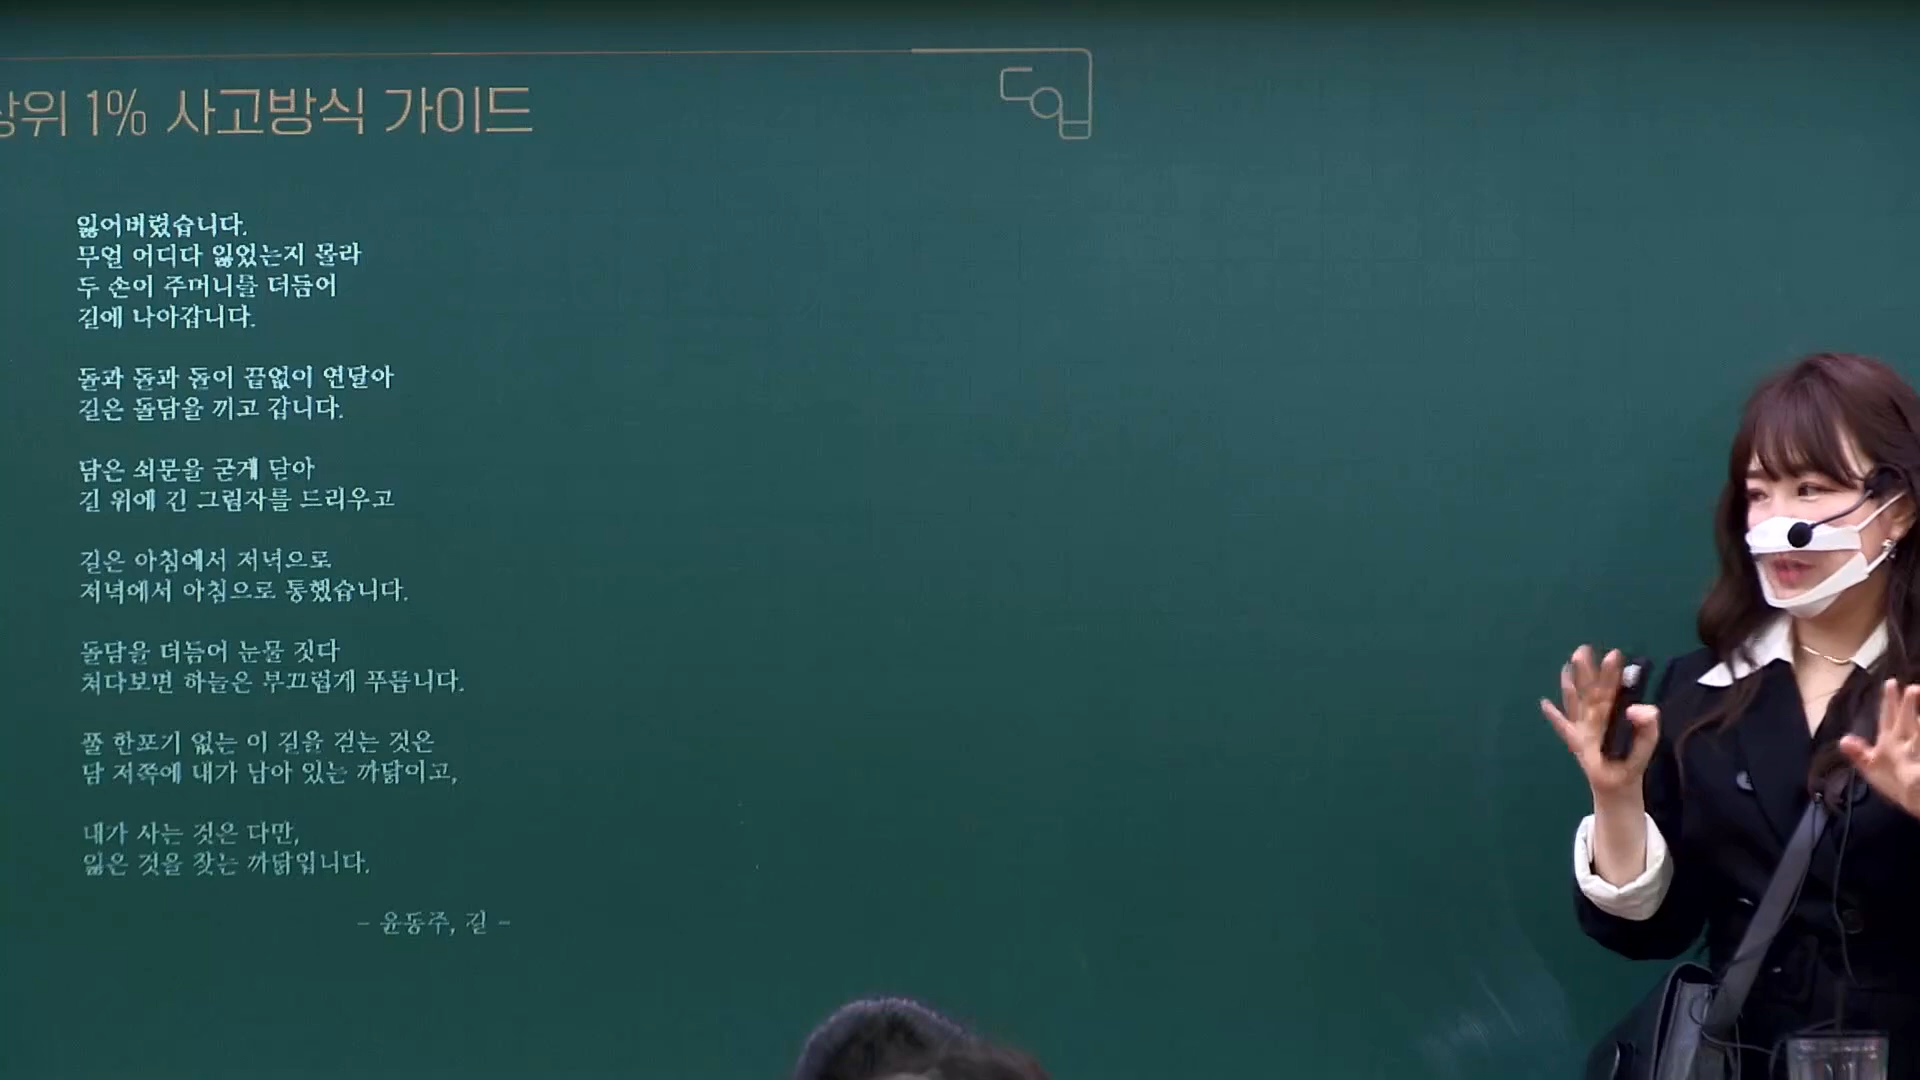 상위 1% 사고방식 가이드
잃어버렸습니다.
무얼 어디다 잃었는지 몰라
두 손이 주머니를 더듬어
길에 나아갑니다.
돌과 돌과 돌이 끝없이 연달아
길은 돌담을 끼고 갑니다.
담은 쇠문을 굳게 닫아
길 위에 긴 그림자를 드리우고
길은 아침에서 저녁으로
저녁에서 아침으로 통했습니다.
돌담을 더듬어 눈물 짓다
쳐다보면 하늘은 부끄럽게 푸릅니다.
풀 한포기 없는 이 길을 걷는 것은
담 저쪽에 내가 남아 있는 까닭이고,
내가 사는 것은 다만,
잃은 것을 찾는 까닭입니다.
- 윤동주, 길 -